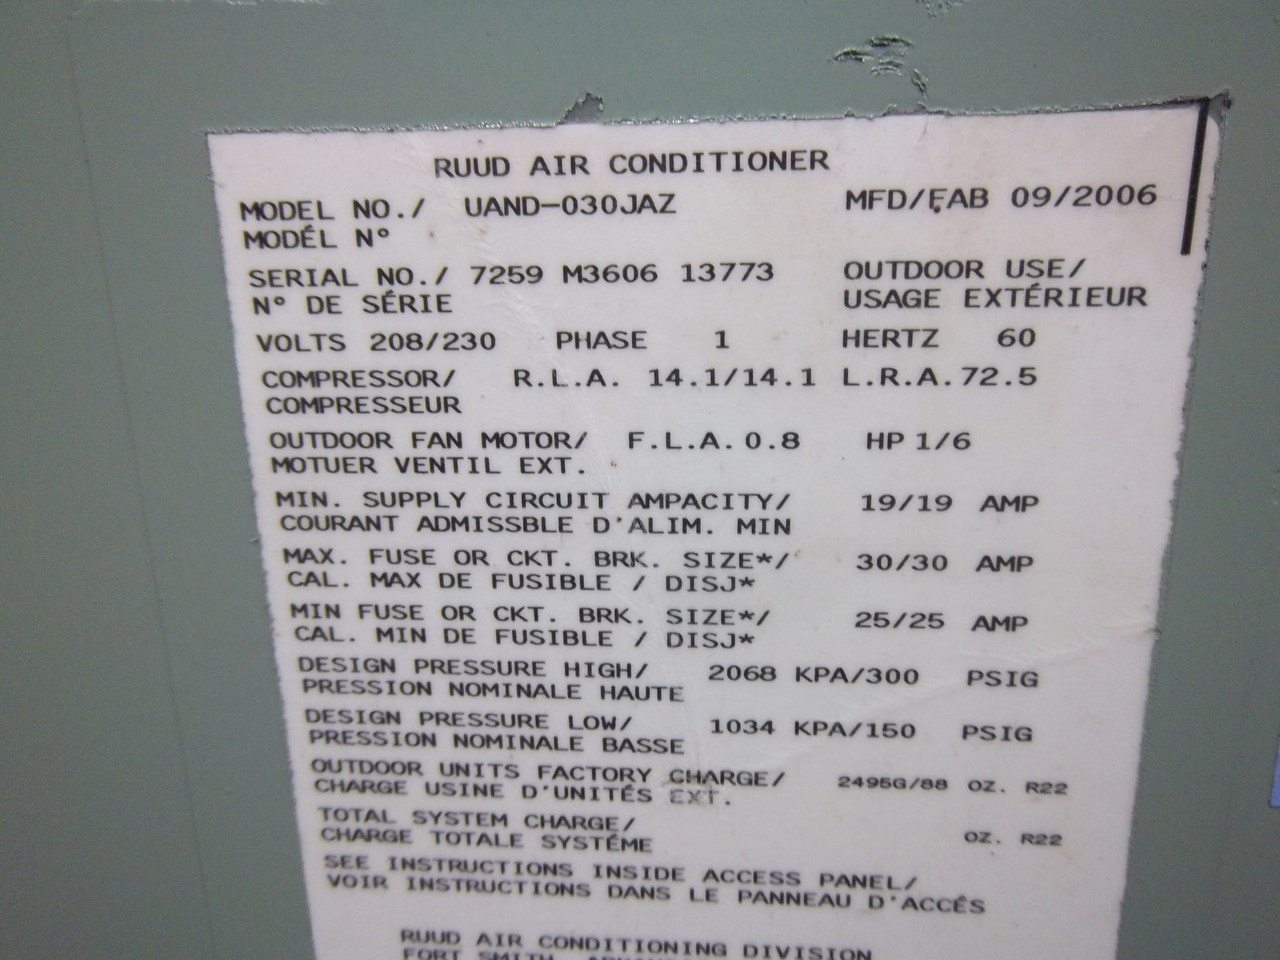 RUUD AIR CONDITIONER
MODEL NO./ UAND-030JAZ MFD/FAB 09/2006
MODÉL N°
SERIAL NO./ 7259 M3606 13773 OUTDOOR USE/
N° DE SÉRIE USAGE EXTÉRIEUR
VOLTS 208/230 PHASE 1 HERTZ 60
COMPRESSOR/ R.L.A. 14.1/14.1 L.R.A. 72.5
COMPRESSEUR
OUTDOOR FAN MOTOR/ F.L.A. 0.8 HP 1/6
MOTUER VENTIL EXT.
MIN. SUPPLY CIRCUIT AMPACITY/ 19/19 AMP
COURANT ADMISSBLE D'ALIM. MIN
MAX. FUSE OR CKT. BRK. SIZE*/ 30/30 AMP
CAL. MAX DE FUSIBLE / DISJ*
MIN FUSE OR CKT. BRK. SIZE*/ 25/25 AMP
CAL. MIN DE FUSIBLE / DISJ*
DESIGN PRESSURE HIGH/ 2068 KPA/300 PSIG
PRESSION NOMINALE HAUTE
DESIGN PRESSURE LOW/ 1034 KPA/150 PSIG
PRESSION NOMINALE BASSE
OUTDOOR UNITS FACTORY CHARGE/ 2495G/88 OZ. R22
CHARGE USINE D'UNITÉS EXT.
TOTAL SYSTEM CHARGE/ OZ. R22
CHARGE TOTALE SYSTÉME
SEE INSTRUCTIONS INSIDE ACCESS PANEL/
VOIR INSTRUCTIONS DANS LE PANNEAU D'ACCÉS
RUUD AIR CONDITIONING DIVISION
FORT SMITH,